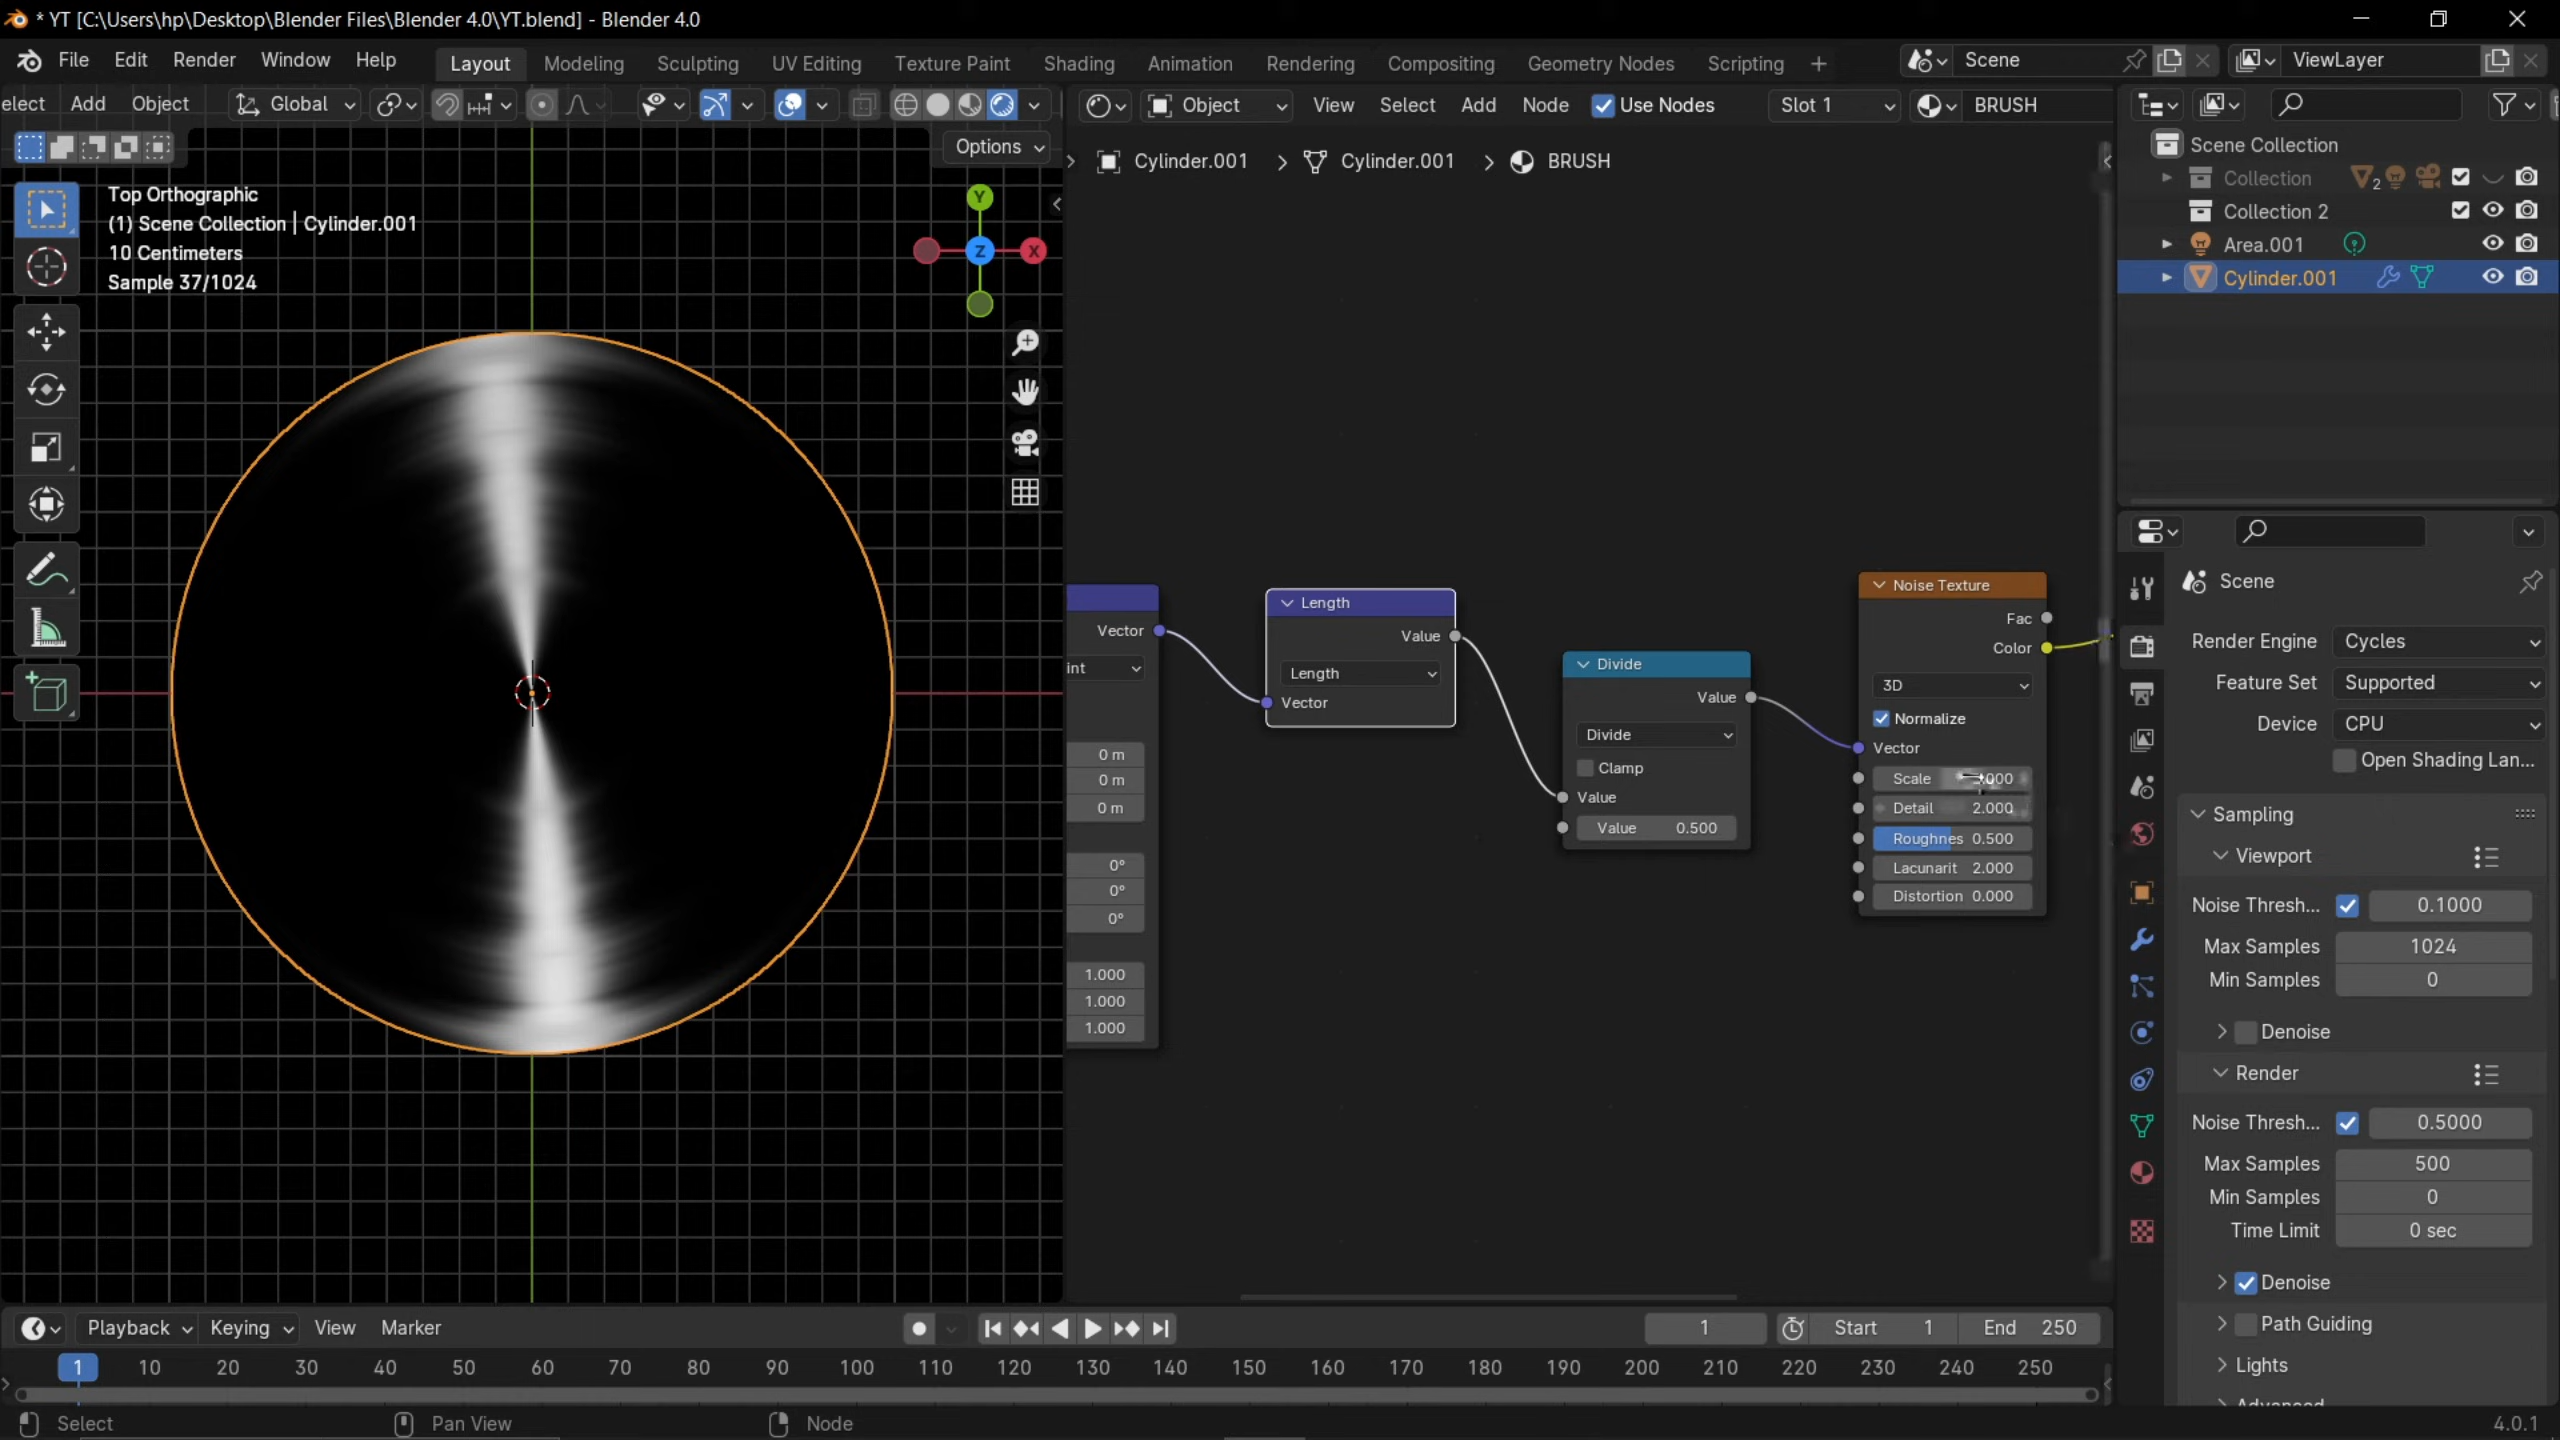 * YT [C:\Users\hp\Desktop\Blender Files\Blender 4.0\YT.blend] - Blender 4.0
File Edit Render Window Help Layout Modeling Sculpting UV Editing Texture Paint Shading Animation Rendering Compositing Geometry Nodes Scripting + Scene ViewLayer
elect Add Object Global Object View Select Add Node Use Nodes Slot 1 BRUSH
Options
Cylinder.001 > Cylinder.001 > BRUSH
Top Orthographic
(1) Scene Collection | Cylinder.001
10 Centimeters
Sample 37/1024
Y
Z
X
Vector
int
0 m
0 m
0 m
0°
0°
0°
1.000
1.000
1.000
Length
Value
Length
Vector
Divide
Value
Divide
Clamp
Value
Value 0.500
Noise Texture
Fac
Color
3D
Normalize
Vector
Scale
Detail 2.000
Roughnes 0.500
Lacunarit 2.000
Distortion 0.000
Scene Collection
Collection 2
Collection 2
Area.001
Cylinder.001
Scene
Render Engine Cycles
Feature Set Supported
Device CPU
Open Shading Lan...
Sampling
Viewport
Noise Thresh... 0.1000
Max Samples 1024
Min Samples 0
Denoise
Render
Noise Thresh... 0.5000
Max Samples 500
Min Samples 0
Time Limit 0 sec
Denoise
Path Guiding
Lights
Playback Keying View Marker 1 Start 1 End 250
1 10 20 30 40 50 60 70 80 90 100 110 120 130 140 150 160 170 180 190 200 210 220 230 240 250
Select Pan View Node 4.0.1